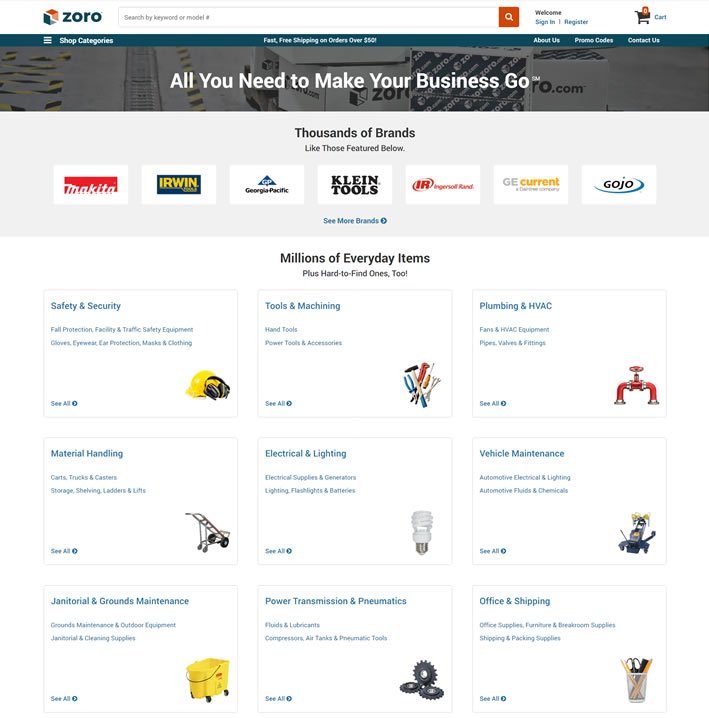 zoro
Search by keyword or model #
Welcome
Sign In | Register
0
Cart
Shop Categories
Fast, Free Shipping on Orders Over $50!
About Us
Promo Codes
Contact Us
All You Need to Make Your Business Go℠
Thousands of Brands
Like Those Featured Below.
Makita
IRWIN
TOOLS
GP
Georgia-Pacific
KLEIN
TOOLS
IR Ingersoll Rand.
GE current
a Daintree company
GOJO
See More Brands
Millions of Everyday Items
Plus Hard-to-Find Ones, Too!
Safety & Security
Fall Protection, Facility & Traffic Safety Equipment
Gloves, Eyewear, Ear Protection, Masks & Clothing
See All
Tools & Machining
Hand Tools
Power Tools & Accessories
See All
Plumbing & HVAC
Fans & HVAC Equipment
Pipes, Valves & Fittings
See All
Material Handling
Carts, Trucks & Casters
Storage, Shelving, Ladders & Lifts
See All
Electrical & Lighting
Electrical Supplies & Generators
Lighting, Flashlights & Batteries
See All
Vehicle Maintenance
Automotive Electrical & Lighting
Automotive Fluids & Chemicals
See All
Janitorial & Grounds Maintenance
Grounds Maintenance & Outdoor Equipment
Janitorial & Cleaning Supplies
See All
Power Transmission & Pneumatics
Fluids & Lubricants
Compressors, Air Tanks & Pneumatic Tools
See All
Office & Shipping
Office Supplies, Furniture & Breakroom Supplies
Shipping & Packing Supplies
See All